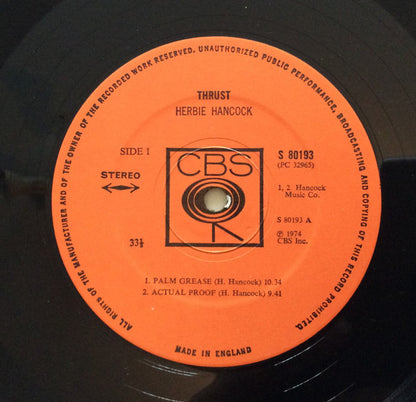 ALL RIGHTS OF THE MANUFACTURER AND OF THE OWNER OF THE RECORDED WORK RESERVED. UNAUTHORIZED PUBLIC PERFORMANCE, BROADCASTING AND COPYING OF THIS RECORD PROHIBITED.
THRUST
HERBIE HANCOCK
SIDE 1
CBS
S 80193
(PC 32965)
STEREO
1, 2. Hancock
Music Co.
S 80193 A
33⅓
℗ 1974
CBS Inc.
1. PALM GREASE (H. Hancock) 10.34
2. ACTUAL PROOF (H. Hancock) 9.41
MADE IN ENGLAND